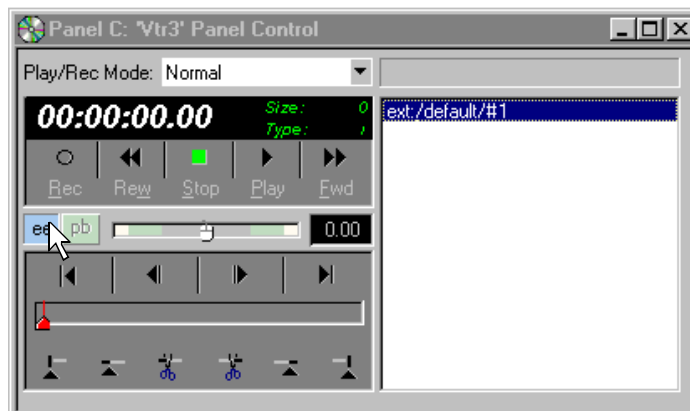 Panel C: 'Vtr3' Panel Control
Play/Rec Mode: Normal
00:00:00.00
Size: 0
Type: ı
ext:/default/#1
Rec Rew Stop Play Fwd
ee pb 0.00